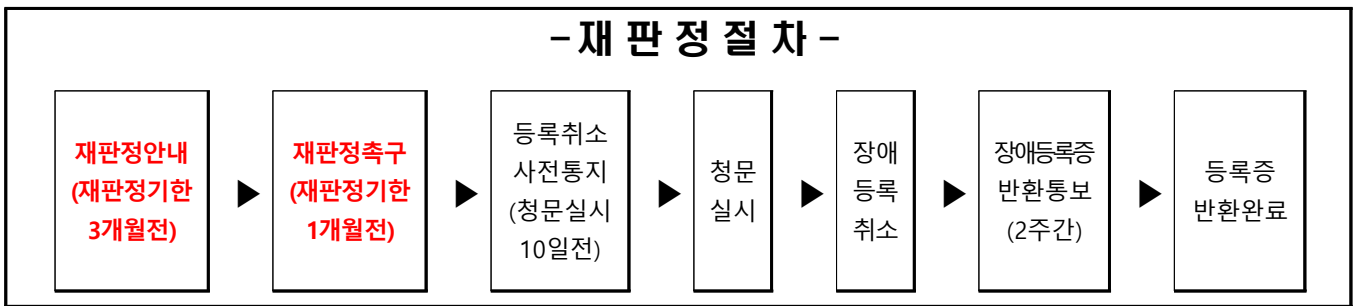 -재 판 정 절 차-
재판정안내
(재판정기한
3개월전)
▶
재판정촉구
(재판정기한
1개월전)
▶
등록취소
사전통지
(청문실시
10일전)
▶
청문
실시
▶
장애
등록
취소
▶
장애등록증
반환통보
(2주간)
▶
등록증
반환완료